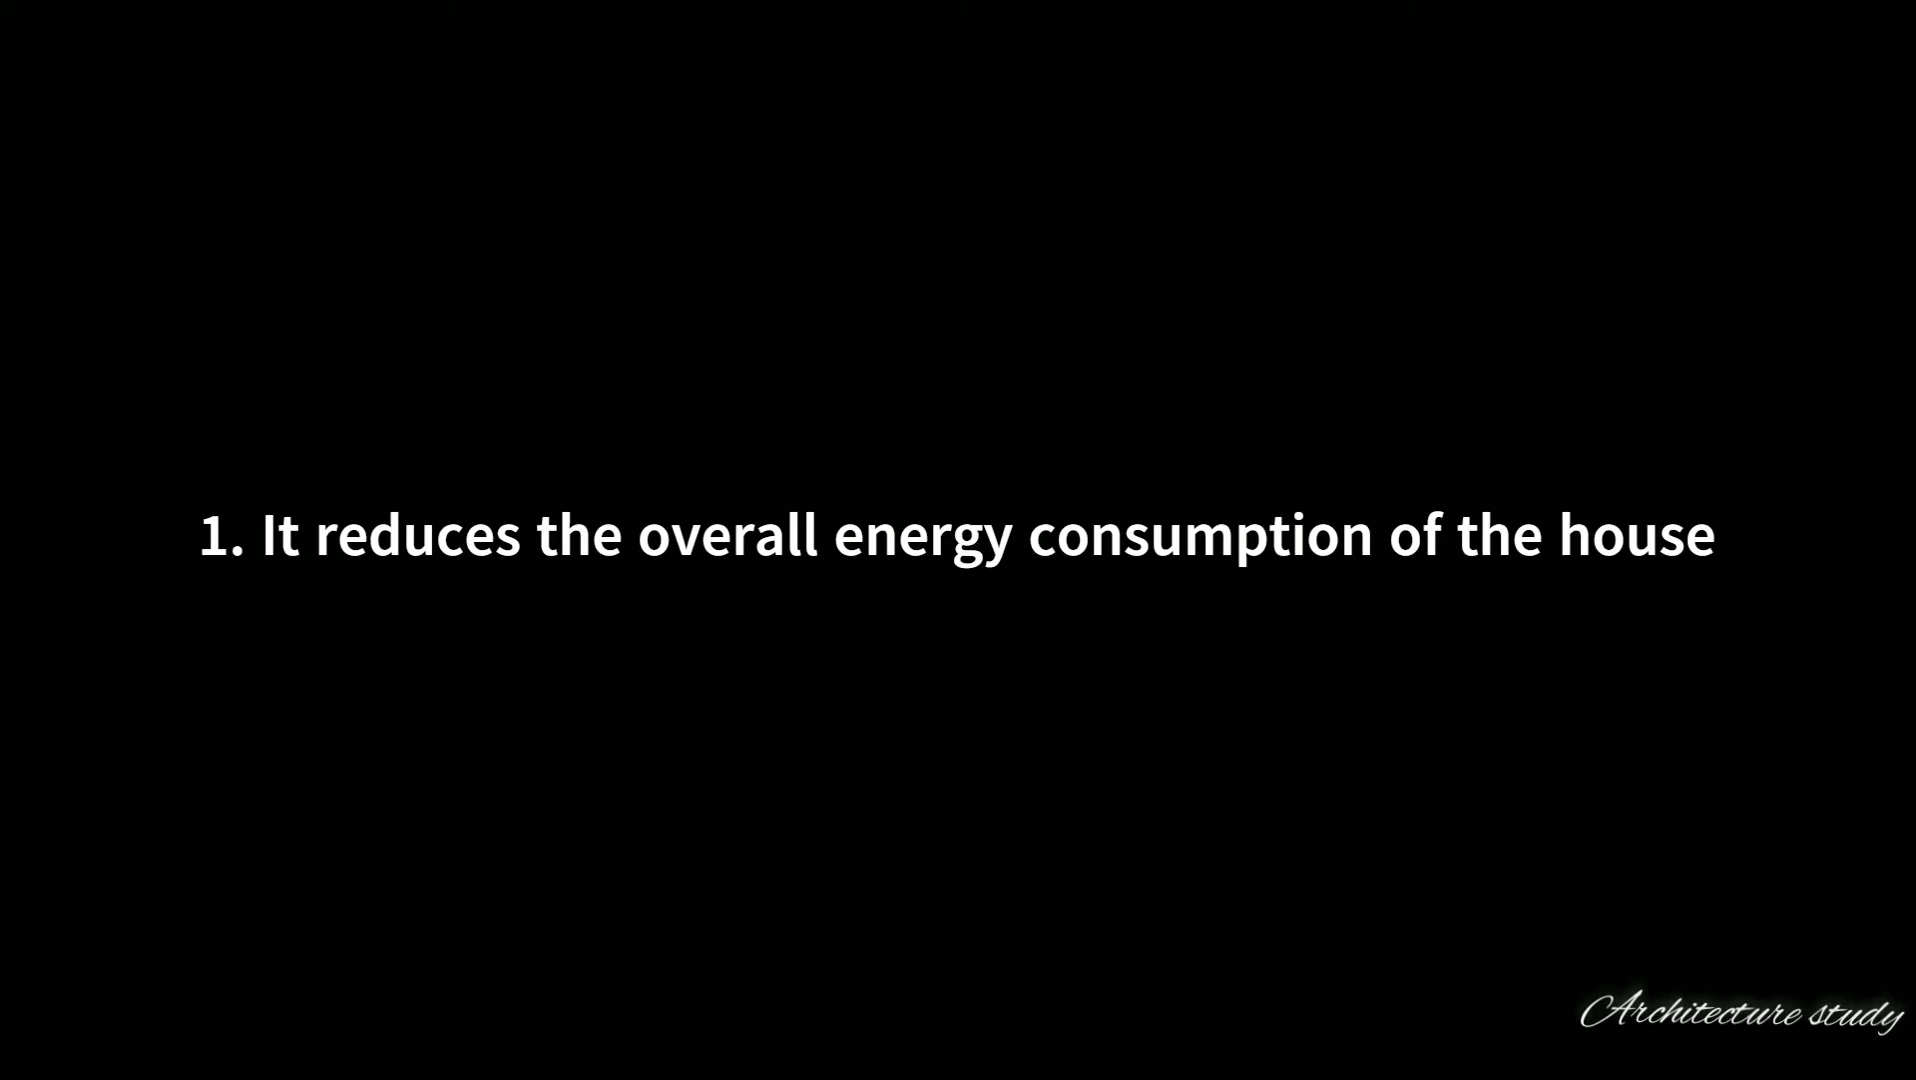 1. It reduces the overall energy consumption of the house
Architecture study